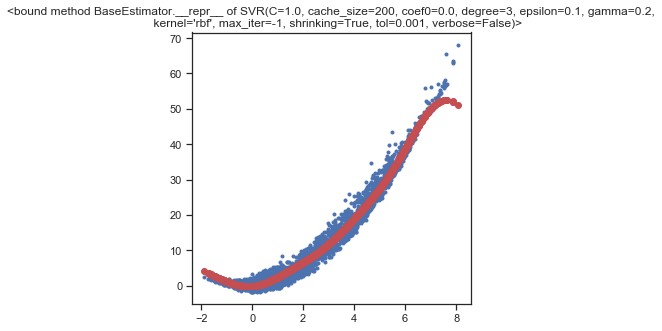 <bound method BaseEstimator.__repr__ of SVR(C=1.0, cache_size=200, coef0=0.0, degree=3, epsilon=0.1, gamma=0.2,
kernel='rbf', max_iter=-1, shrinking=True, tol=0.001, verbose=False)>
70
60
50
40
30
20
10
0
−2 0 2 4 6 8